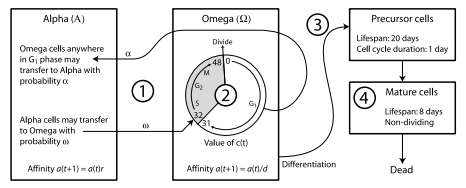 Alpha (A)
Omega cells anywhere
in G₁ phase may
transfer to Alpha with
probability α
1
Alpha cells may transfer
to Omega with
probability ω
Affinity a(t+1) = a(t)r
α
ω
Omega (Ω)
Divide
48 0
M
G₂
S
G₁
2
32
31
Value of c(t)
Affinity a(t+1) = a(t)/d
3
Differentiation
Precursor cells
Lifespan: 20 days
Cell cycle duration: 1 day
4
Mature cells
Lifespan: 8 days
Non-dividing
Dead